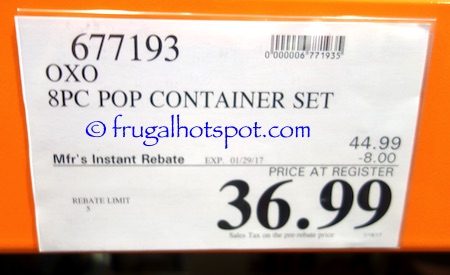 677193
0000006771935
OXO
8PC POP CONTAINER SET
© frugalhotspot.com
44.99
Mfr's Instant Rebate EXP. 01/29/17 -8.00
PRICE AT REGISTER
REBATE LIMIT
5
36.99
Sales Tax on the pre-rebate price